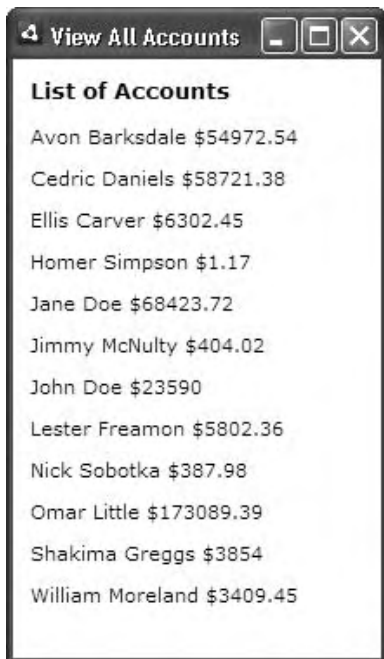 View All Accounts
List of Accounts
Avon Barksdale $54972.54
Cedric Daniels $58721.38
Ellis Carver $6302.45
Homer Simpson $1.17
Jane Doe $68423.72
Jimmy McNulty $404.02
John Doe $23590
Lester Freamon $5802.36
Nick Sobotka $387.98
Omar Little $173089.39
Shakima Greggs $3854
William Moreland $3409.45